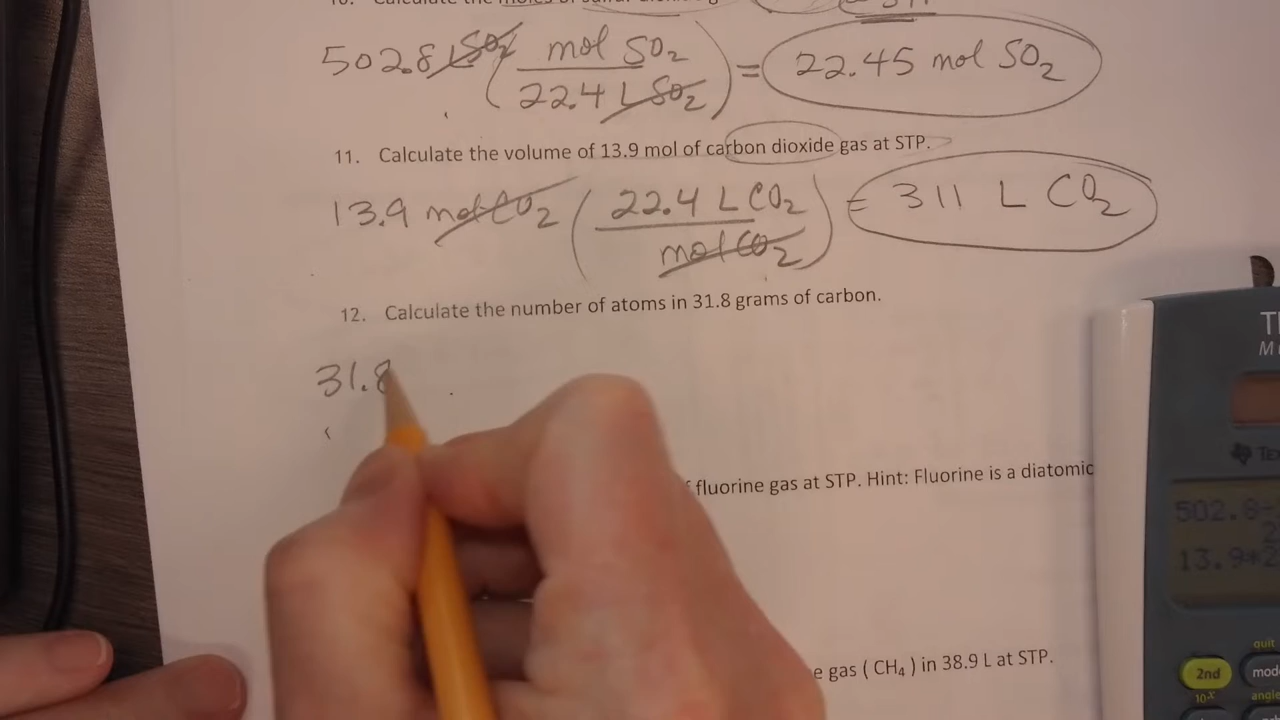 502.8 L SO2 ( mol SO2 / 22.4 L SO2 ) = 22.45 mol SO2
11. Calculate the volume of 13.9 mol of carbon dioxide gas at STP.
13.9 mol CO2 ( 22.4 L CO2 / mol CO2 ) = 311 L CO2
12. Calculate the number of atoms in 31.8 grams of carbon.
31.8
fluorine gas at STP. Hint: Fluorine is a diatomic
gas ( CH4 ) in 38.9 L at STP.
502.8÷
13.9*2
quit
2nd
10x